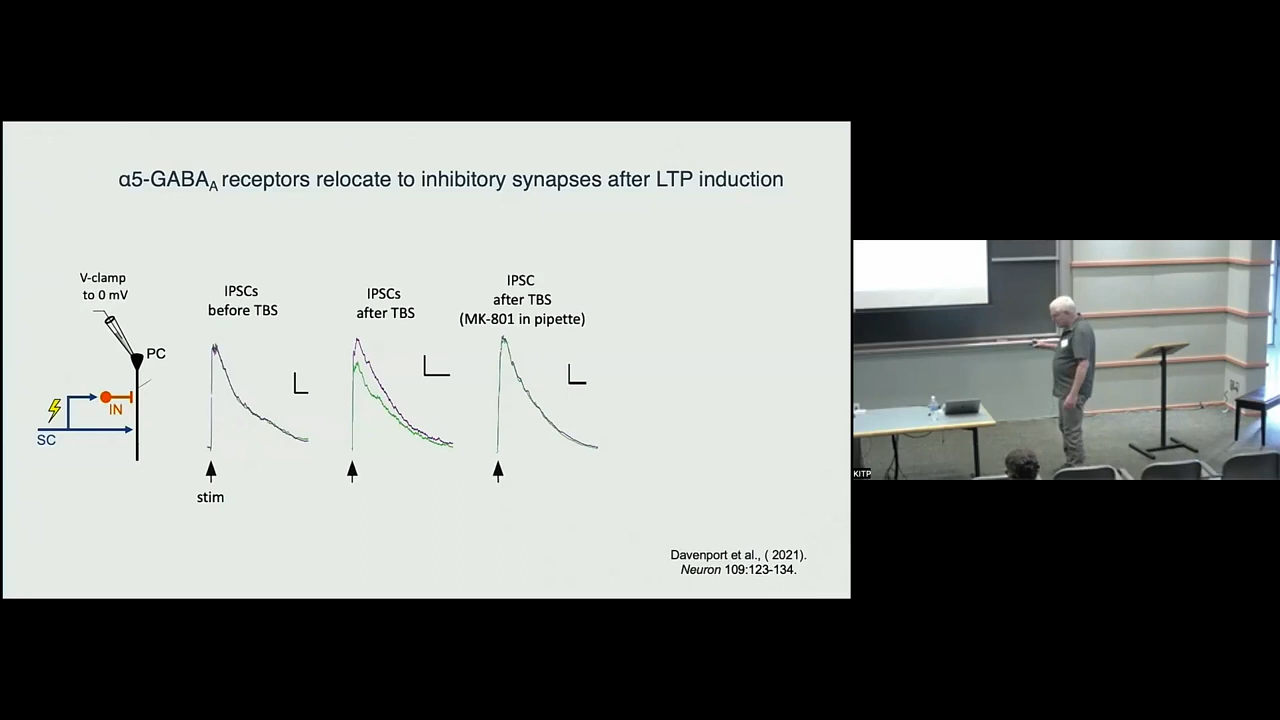 α5-GABAA receptors relocate to inhibitory synapses after LTP induction
V-clamp
to 0 mV
PC
IN
SC
IPSCs
before TBS
stim
IPSCs
after TBS
IPSC
after TBS
(MK-801 in pipette)
Davenport et al., ( 2021).
Neuron 109:123-134.
KITP